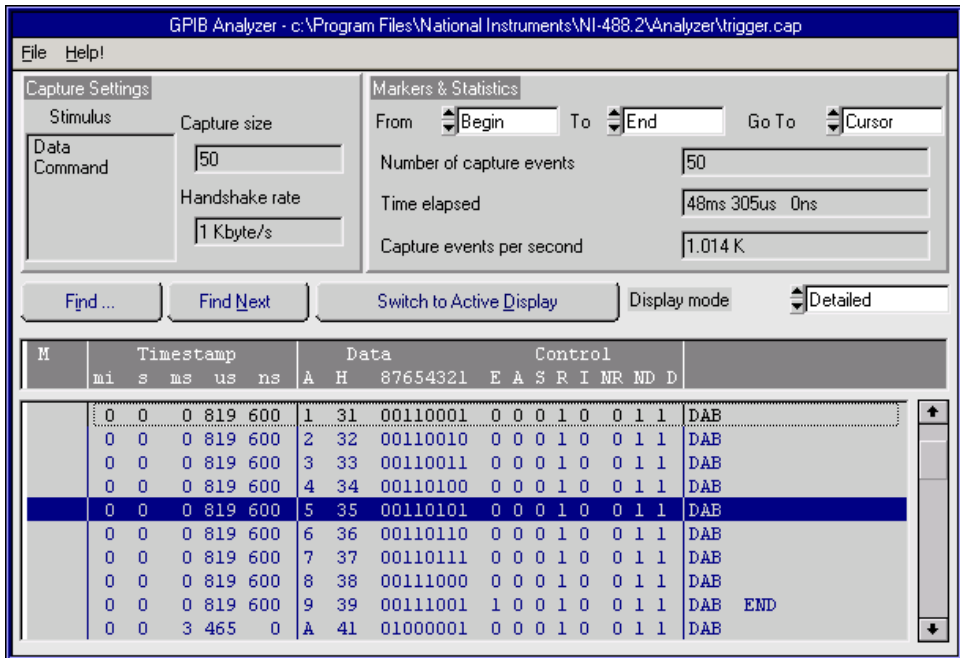 GPIB Analyzer - c:\Program Files\National Instruments\NI-488.2\Analyzer\trigger.cap
File Help!
Capture Settings
Stimulus
Data
Command
Capture size
50
Handshake rate
1 Kbyte/s
Markers & Statistics
From Begin To End Go To Cursor
Number of capture events 50
Time elapsed 48ms 305us 0ns
Capture events per second 1.014 K
Find ... Find Next Switch to Active Display Display mode Detailed
M Timestamp Data Control
mi s ms us ns A H 87654321 E A S R I NR ND D
0 0 0 819 600 1 31 00110001 0 0 0 1 0 0 1 1 DAB
0 0 0 819 600 2 32 00110010 0 0 0 1 0 0 1 1 DAB
0 0 0 819 600 3 33 00110011 0 0 0 1 0 0 1 1 DAB
0 0 0 819 600 4 34 00110100 0 0 0 1 0 0 1 1 DAB
0 0 0 819 600 5 35 00110101 0 0 0 1 0 0 1 1 DAB
0 0 0 819 600 6 36 00110110 0 0 0 1 0 0 1 1 DAB
0 0 0 819 600 7 37 00110111 0 0 0 1 0 0 1 1 DAB
0 0 0 819 600 8 38 00111000 0 0 0 1 0 0 1 1 DAB
0 0 0 819 600 9 39 00111001 1 0 0 1 0 0 1 1 DAB END
0 0 3 465 0 A 41 01000001 0 0 0 1 0 0 1 1 DAB